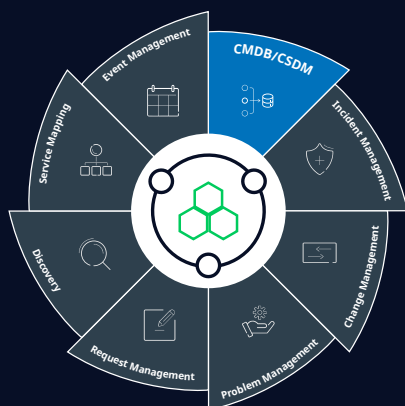 CMDB/CSDM
Incident Management
Change Management
Problem Management
Request Management
Discovery
Service Mapping
Event Management